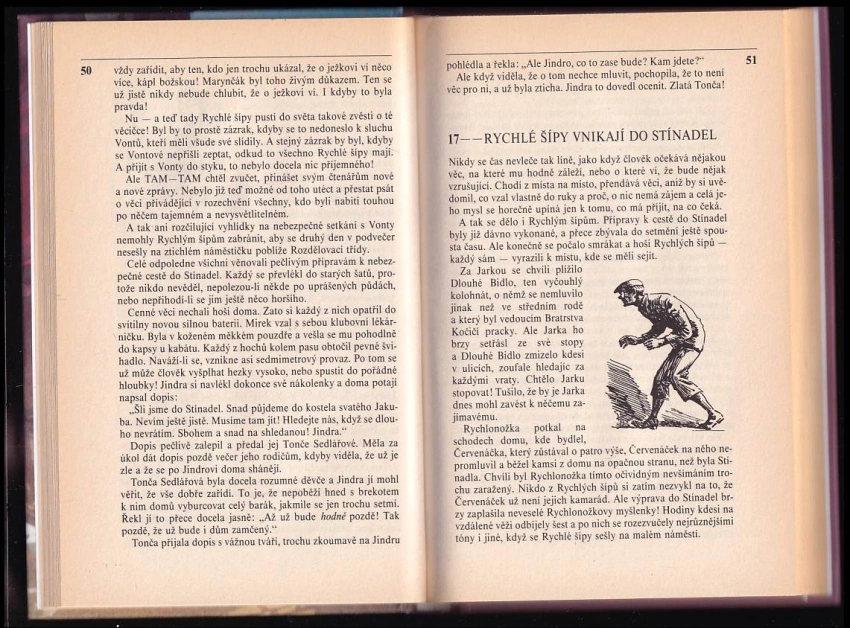 50
vždy zařídit, aby ten, kdo jen trochu ukázal, že o ježkovi ví něco
více, kápl božskou! Marynčák byl toho živým důkazem. Ten se
už jistě nikdy nebude chlubit, že o ježkovi ví. I kdyby to byla
pravda!
Nu — a teď tady Rychlé šípy pustí do světa takové zvěsti o té
věcičce! Byl by to prostě zázrak, kdyby se to nedoneslo k sluchu
Vontů, kteří měli všude své slídily. A stejný zázrak by byl, kdyby
se Vontové nepřišli zeptat, odkud to všechno Rychlé šípy mají.
A přijít s Vonty do styku, to nebylo docela nic příjemného!
Ale TAM—TAM chtěl zvučet, přinášet svým čtenářům nové
a nové zprávy. Nebylo již teď možné od toho utéct a přestat psát
o věci přivádějící v rozechvění všechny, kdo byli nabiti touhou
po něčem tajemném a nevysvětlitelném.
A tak ani rozčilující vyhlídky na nebezpečné setkání s Vonty
nemohly Rychlým šípům zabránit, aby se druhý den v podvečer
nesešly na ztichlém náměstíčku poblíže Rozdělovací třídy.
Celé odpoledne všichni věnovali pečlivým přípravám k nebez-
pečné cestě do Stínadel. Každý se převlékl do starých šatů, pro-
tože nikdo nevěděl, nepolezou-li někde po uprášených půdách,
nebo nepřihodí-li se jim ještě něco horšího.
Cenné věci nechali hoši doma. Zato si každý z nich opatřil do
svítilny novou silnou baterii. Mirek vzal s sebou klubovní lékár-
ničku. Byla v koženém měkkém pouzdře a vešla se mu pohodlně
do kapsy u kabátu. Každý z hochů kolem pasu obtočil pevné švi-
hadlo. Naváží-li se, vznikne asi sedmimetrový provaz. Po tom se
už může člověk vyšplhat hezky vysoko, nebo spustit do pořádné
hloubky! Jindra si navlékl dokonce své nákolenky a doma potají
napsal dopis:
„Šli jsme do Stínadel. Snad půjdeme do kostela svatého Jaku-
ba. Nevím ještě jistě. Musíme tam jít! Hledejte nás, když se dlou-
ho nevrátím. Sbohem a snad na shledanou! Jindra.“
Dopis pečlivě zalepil a předal jej Tonče Sedlářové. Měla za
úkol dát dopis pozdě večer jeho rodičům, kdyby viděla, že už je
zle a že se po Jindrovi doma shánějí.
Tonča Sedlářová byla docela rozumné děvče a Jindra jí mohl
věřit, že vše dobře zařídí. To je, že nepoběží hned s brekotem
k nim domů vyburcovat celý barák, jakmile se jen trochu setmí.
Řekl jí to přece docela jasně: „Až už bude hodně pozdě! Tak
pozdě, že už bude i dům zamčený.“
Tonča přijala dopis s vážnou tváří, trochu zkoumavě na Jindru
51
pohlédla a řekla: „Ale Jindro, co to zase bude? Kam jdete?“
Ale když viděla, že o tom nechce mluvit, pochopila, že to není
věc pro ni, a už byla zticha. Jindra to dovedl ocenit. Zlatá Tonča!
17——RYCHLÉ ŠÍPY VNIKAJÍ DO STÍNADEL
Nikdy se čas nevleče tak líně, jako když člověk očekává nějakou
věc, na které mu hodně záleží, nebo o které ví, že bude nějak
vzrušující. Chodí z místa na místo, přendává věci, aniž by si uvě-
domil, co vzal vlastně do ruky a proč, o nic nemá zájem a celá je-
ho mysl se horečně upíná jen k tomu, co má přijít, na co čeká.
A tak se dělo i Rychlým šípům. Přípravy k cestě do Stínadel
byly již dávno vykonané, a přece zbývala do setmění ještě spou-
sta času. Ale konečně se počalo smrákat a hoši Rychlých šípů —
každý sám — vyrazili k místu, kde se měli sejít.
Za Jarkou se chvíli plížilo
Dlouhé Bidlo, ten vyčouhlý
kolohnát, o němž se nemluvilo
jinak než ve středním rodě
a který byl vedoucím Bratrstva
Kočičí pracky. Ale Jarka ho
brzy setřásl ze své stopy
a Dlouhé Bidlo zmizelo kdesi
v ulicích, zoufale hledajíc za
každými vraty. Chtělo Jarku
stopovat! Tušilo, že by je Jarka
dnes mohl zavést k něčemu za-
jímavému.
Rychlonožka potkal na
schodech domu, kde bydlel,
Červenáčka, který zůstával o patro výše, Červenáček na něho ne-
promluvil a běžel kamsi z domu na opačnou stranu, než byla Stí-
nadla. Chvíli byl Rychlonožka tímto očividným nevšímáním tro-
chu zaražený. Nikdo z Rychlých šípů si zatím nezvykl na to, že
Červenáček už není jejich kamarád. Ale výprava do Stínadel br-
zy zaplašila neveselé Rychlonožkovy myšlenky! Hodiny kdesi na
vzdálené věži odbíjely šest a po nich se rozezvučely nejrůznějšími
tóny i jiné, když se Rychlé šípy sešly na malém náměstí.